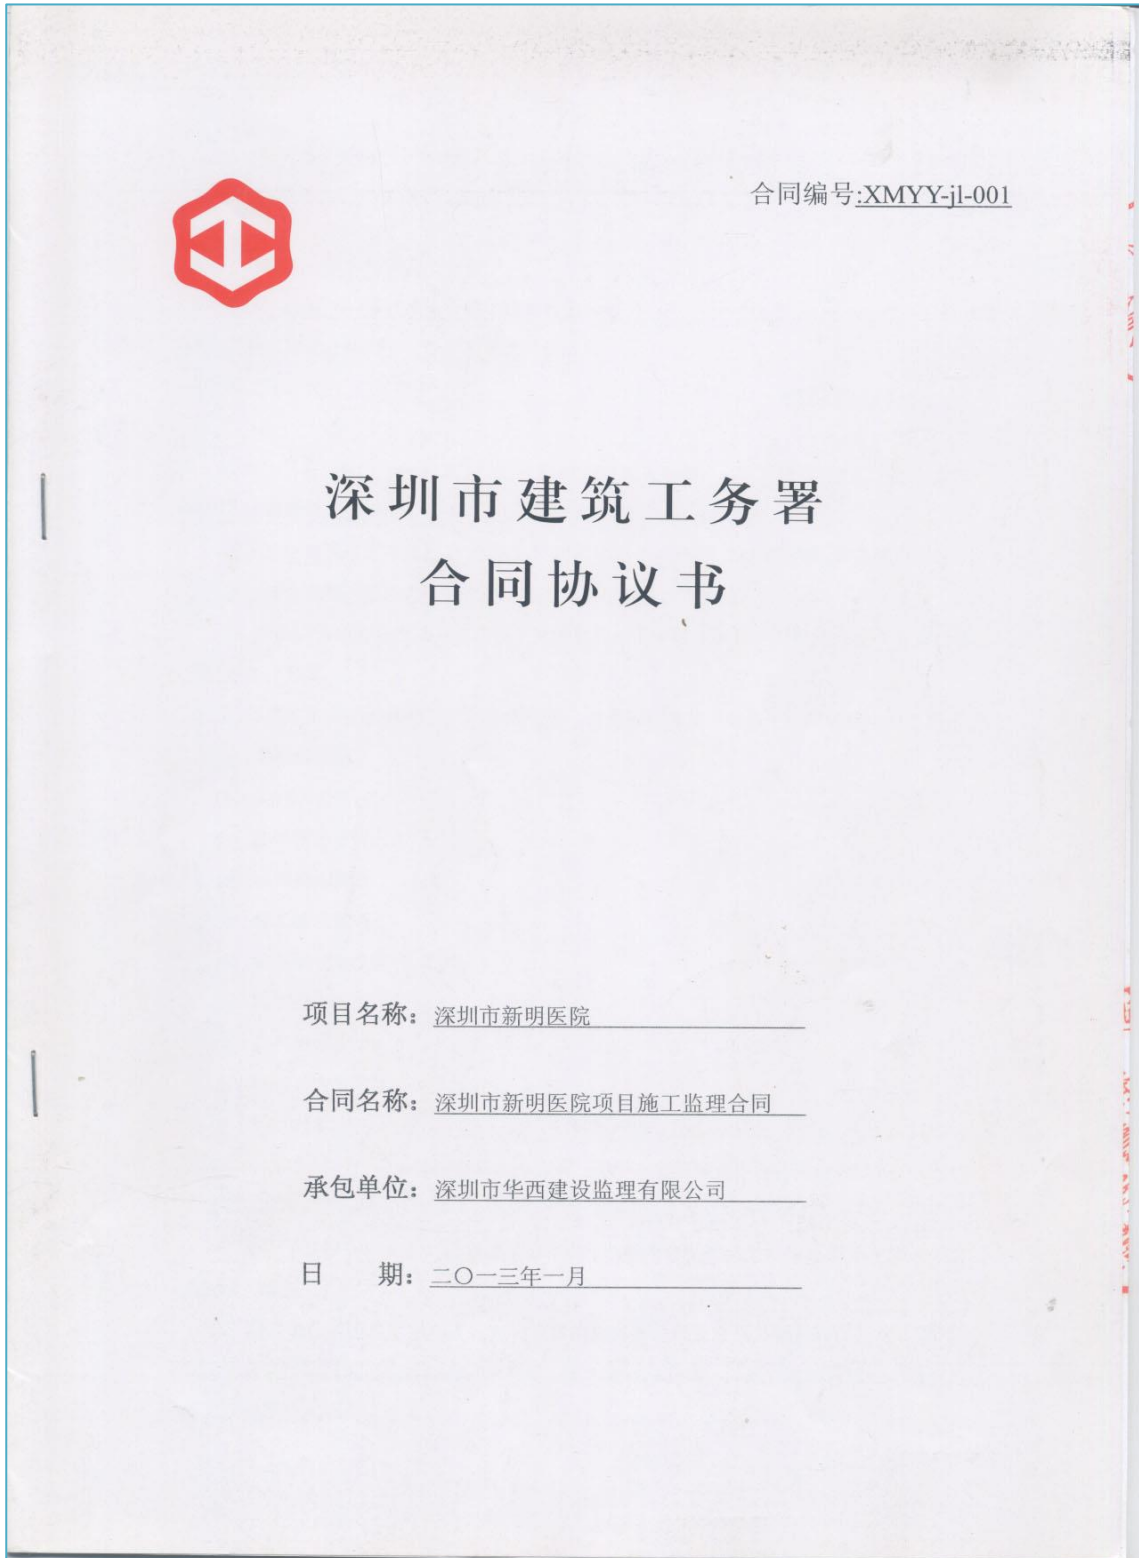 合同编号:XMYY-jl-001
深圳市建筑工务署
合同协议书
项目名称：深圳市新明医院
合同名称：深圳市新明医院项目施工监理合同
承包单位：深圳市华西建设监理有限公司
日　　期：二〇一三年一月